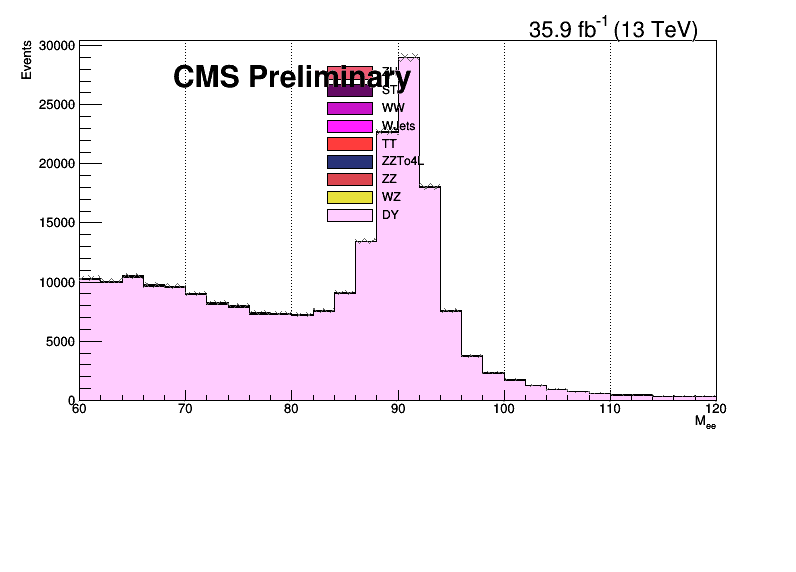 35.9 fb⁻¹ (13 TeV)
Events
30000
CMS Preliminary
ZH
ST
25000
WW
WJets
TT
20000
ZZTo4L
ZZ
WZ
15000
DY
10000
5000
0
60 70 80 90 100 110 120
Mee